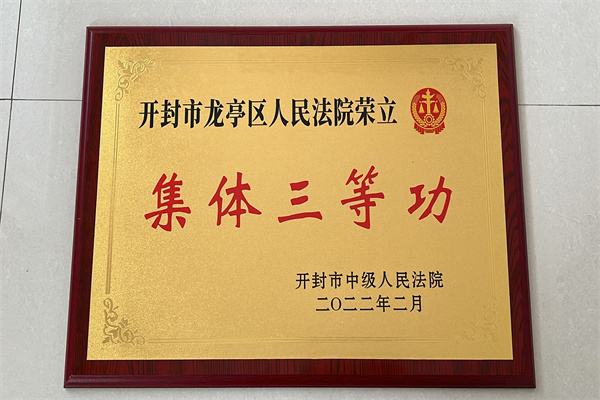 开封市龙亭区人民法院荣立
集体三等功
开封市中级人民法院
二〇二二年二月